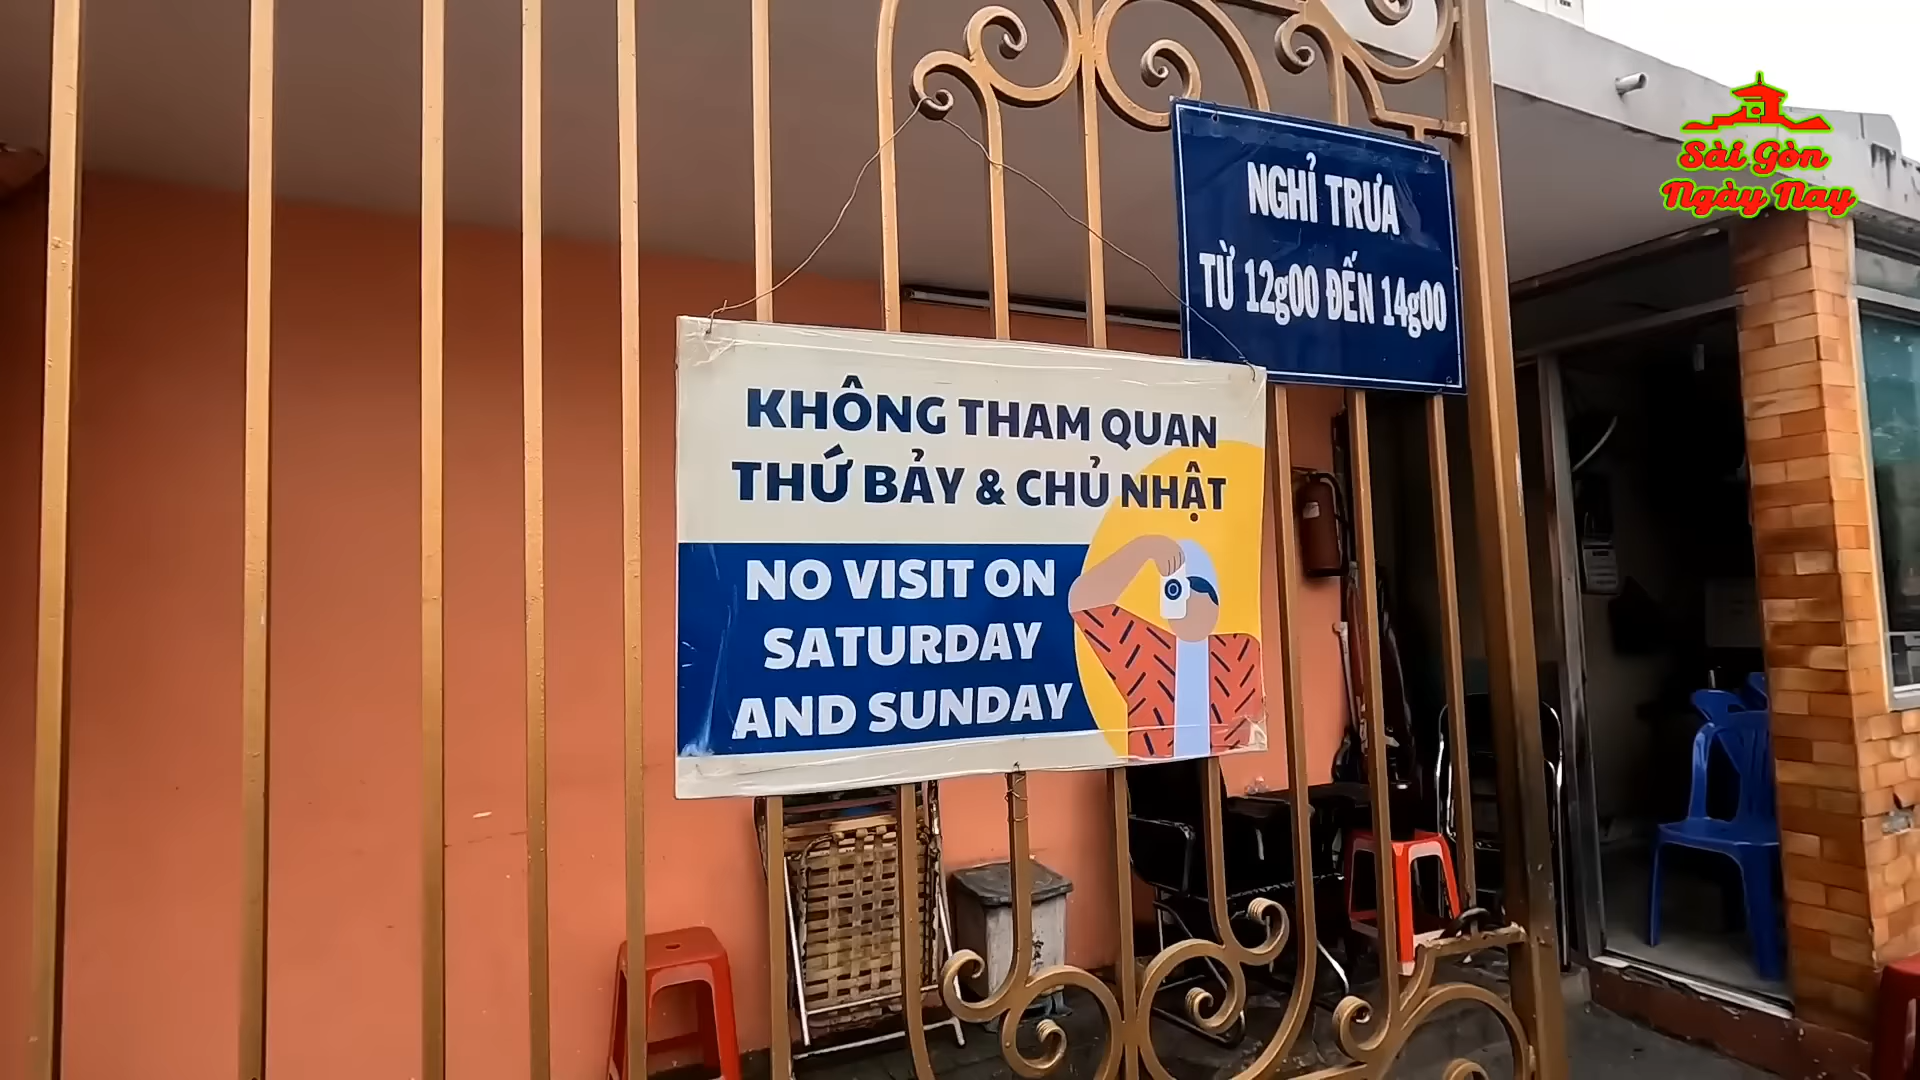 NGHỈ TRƯA
TỪ 12g00 ĐẾN 14g00
KHÔNG THAM QUAN
THỨ BẢY & CHỦ NHẬT
NO VISIT ON
SATURDAY
AND SUNDAY
Sài Gòn
Ngày Nay